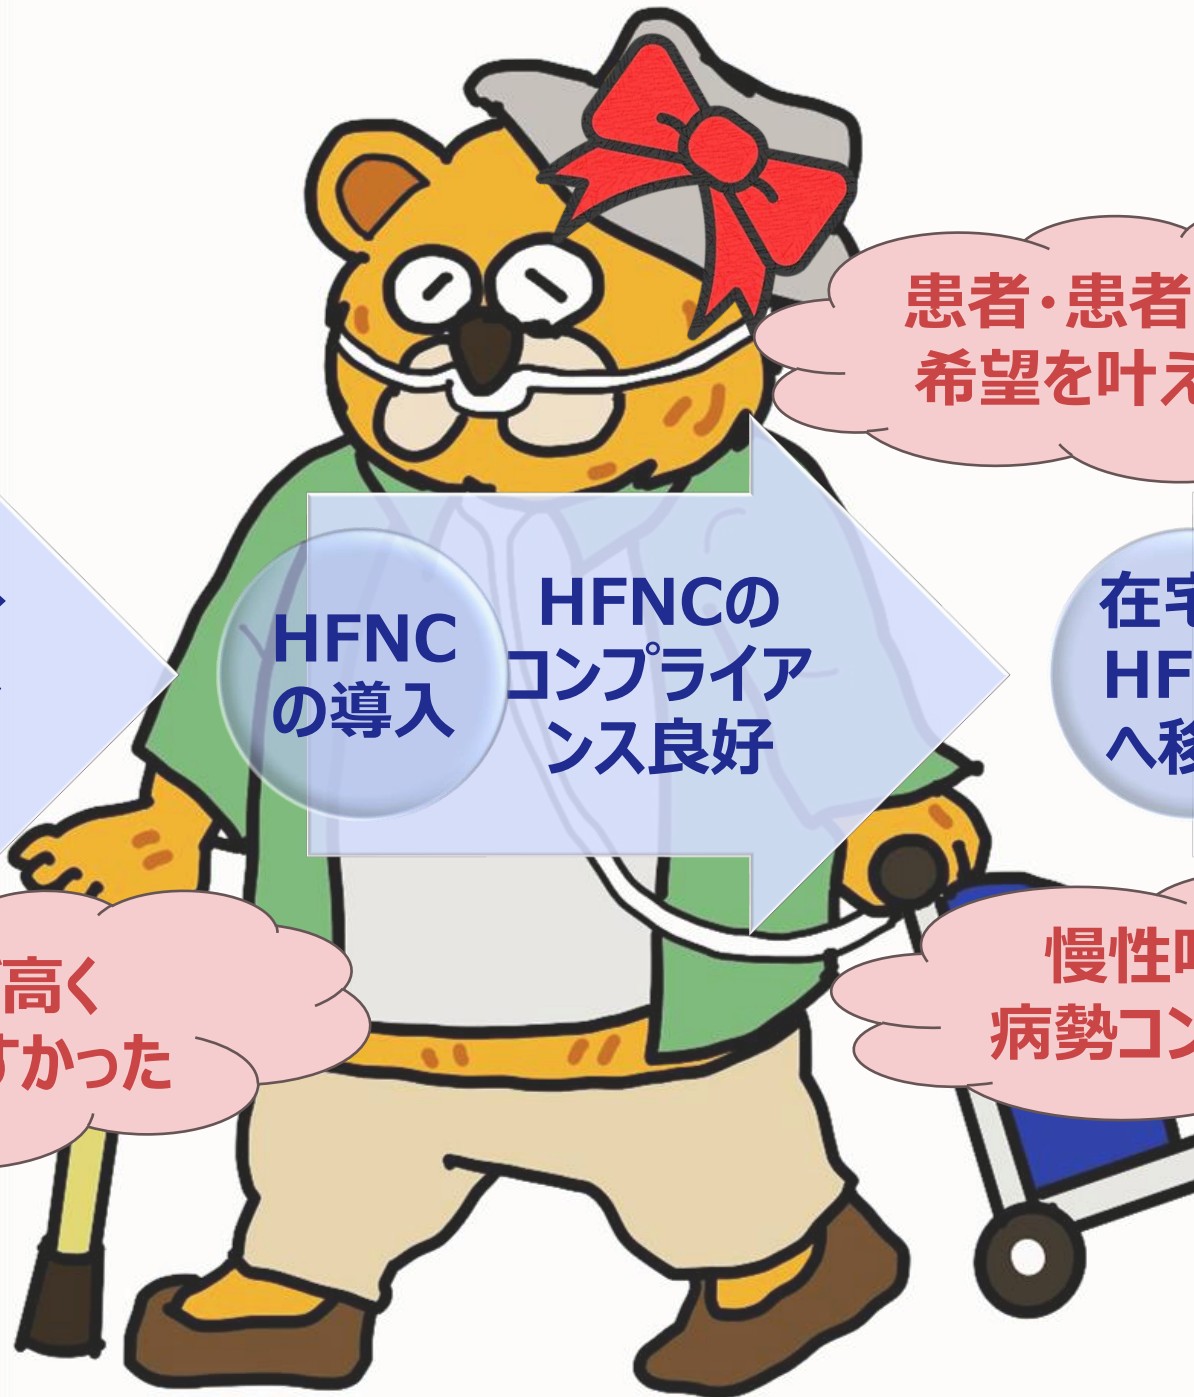 患者・患者
希望を叶え
HFNC
の導入
HFNCの
コンプライア
ンス良好
在宅
HF
へ移
高く
すかった
慢性呼
病勢コン